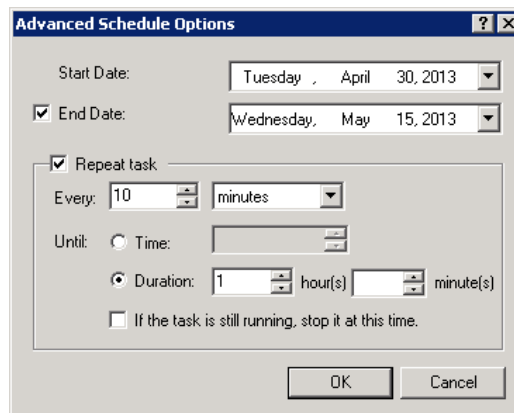 Advanced Schedule Options
Start Date: Tuesday , April 30, 2013
End Date: Wednesday, May 15, 2013
Repeat task
Every: 10 minutes
Until: Time:
Duration: 1 hour(s) minute(s)
If the task is still running, stop it at this time.
OK Cancel